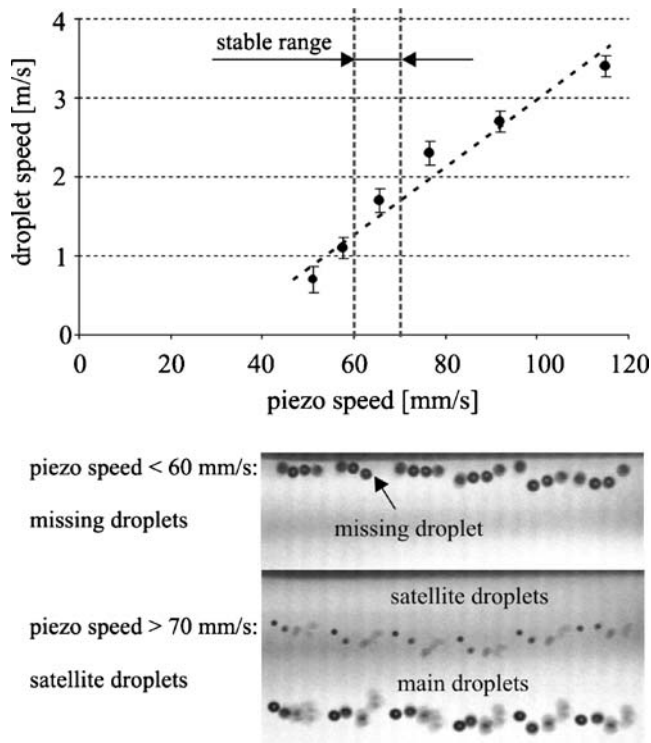 4
stable range
3
droplet speed [m/s]
2
1
0
0 20 40 60 80 100 120
piezo speed [mm/s]
piezo speed < 60 mm/s:
missing droplets
missing droplet
satellite droplets
piezo speed > 70 mm/s:
satellite droplets
main droplets